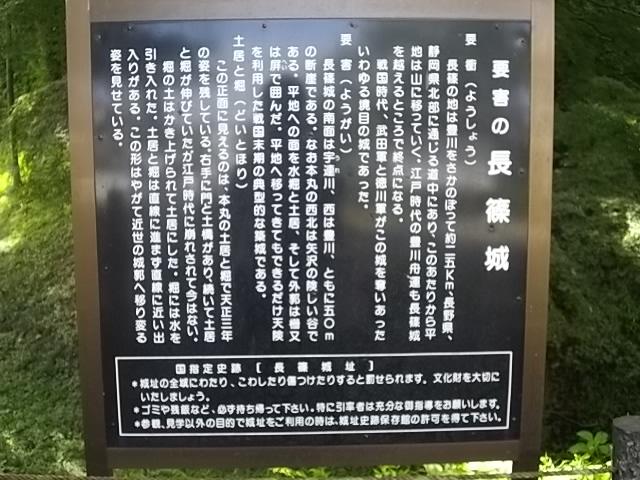 要害の長篠城
要衝(ようしょう)
長篠の地は豊川をさかのぼって約二五Km、長野県、
静岡県北部に通じる道中にあり、このあたりから平
地は山に移っていく、江戸時代の豊川舟運も長篠城
を越えるところで終点になる。
戦国時代、武田軍と徳川軍がこの城を奪いあった
いわゆる境目の城であった。
要害(ようがい)
長篠城の南面は宇連川、西は豊川、ともに五〇m
の断崖である。なお本丸の西北は矢沢の険しい谷で
ある。平地への面を水堀と土居、そして外郭は巻又
は塀で囲んだ。平地へ移ってきてもできるだけ天険
を利用した戦国末期の典型的な築城である。
土居と堀(どいとほり)
この正面に見えるのは、本丸の土居と堀で天正三年
の姿を残している。右手に門と土橋があり、続いて土居
と堀が伸びていたが江戸時代に崩されて今はない。
堀の土はかき上げられて土居にした。堀には水を
引き入れた。土居と堀は直線に進まず直線に近い出
入りがある。この形はやがて近世の城郭へ移り変る
姿を見せている。
国指定史跡 [長篠城址]
*城址の全域にわたり、こわしたり傷つけたりすると罰せられます。文化財を大切に
いたしましょう。
*ゴミや残飯など、必ず持ち帰って下さい。特に引率者は充分な御指導をお願いします。
*参観、見学以外の目的で城址をご利用の時は、城址史跡保存館の許可を得て下さい。